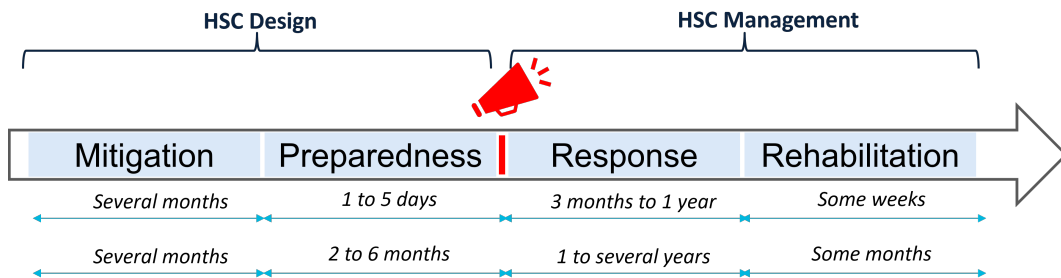 HSC Design
HSC Management
Mitigation
Preparedness
Response
Rehabilitation
Several months
1 to 5 days
3 months to 1 year
Some weeks
Several months
2 to 6 months
1 to several years
Some months